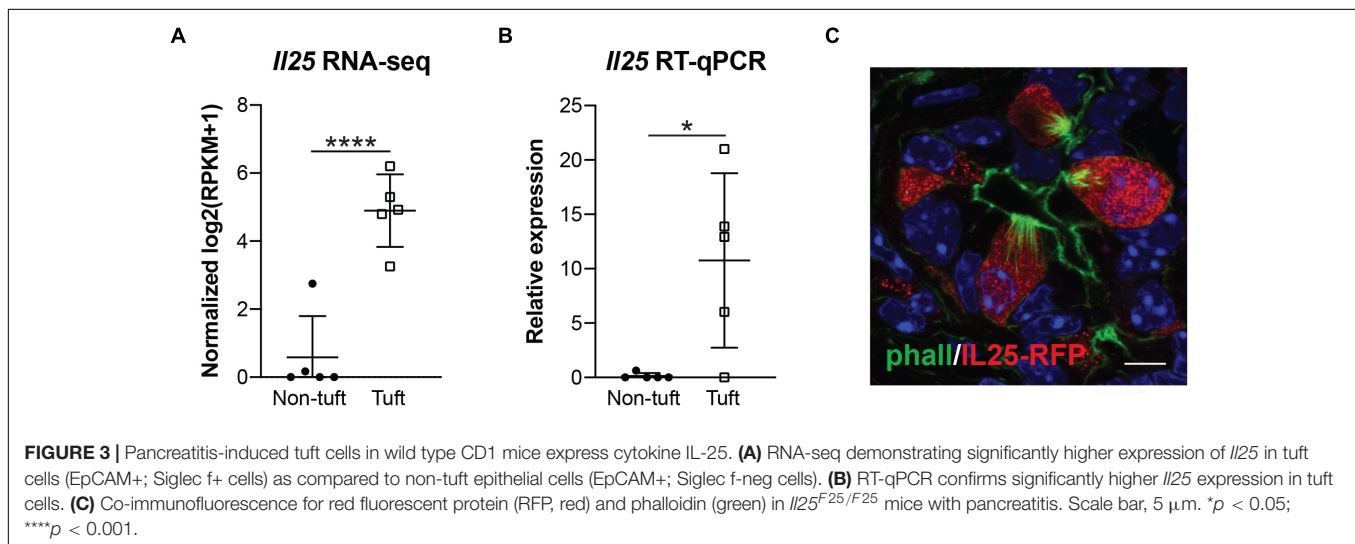 A
Il25 RNA-seq
Normalized log2(RPKM+1)
8
6
4
2
0
****
Non-tuft Tuft
B
Il25 RT-qPCR
Relative expression
25
20
15
10
5
0
*
Non-tuft Tuft
C
phall/IL25-RFP
FIGURE 3 | Pancreatitis-induced tuft cells in wild type CD1 mice express cytokine IL-25. (A) RNA-seq demonstrating significantly higher expression of Il25 in tuft
cells (EpCAM+; Siglec f+ cells) as compared to non-tuft epithelial cells (EpCAM+; Siglec f-neg cells). (B) RT-qPCR confirms significantly higher Il25 expression in tuft
cells. (C) Co-immunofluorescence for red fluorescent protein (RFP, red) and phalloidin (green) in Il25F25/F25 mice with pancreatitis. Scale bar, 5 μm. *p < 0.05;
****p < 0.001.